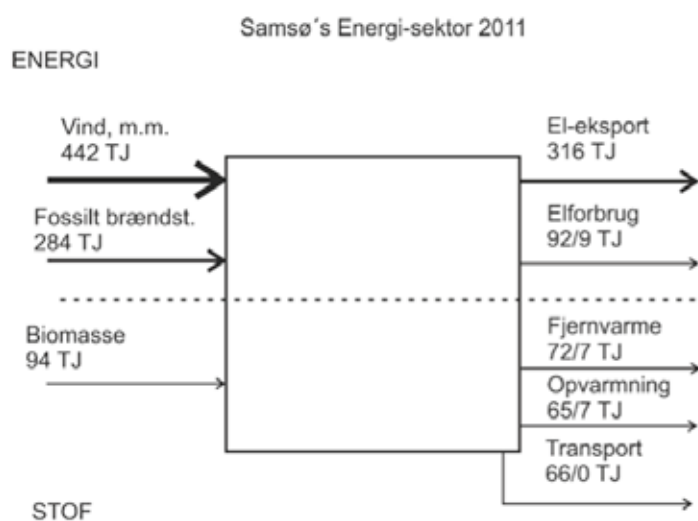 Samsø´s Energi-sektor 2011
ENERGI
Vind, m.m.
442 TJ
Fossilt brændst.
284 TJ
Biomasse
94 TJ
STOF
El-eksport
316 TJ
Elforbrug
92/9 TJ
Fjernvarme
72/7 TJ
Opvarmning
65/7 TJ
Transport
66/0 TJ